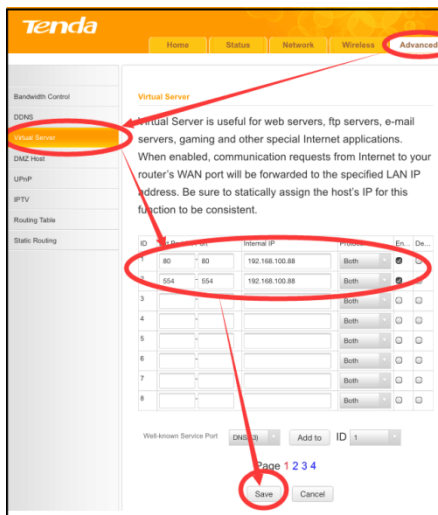 Tenda
Home Status Network Wireless Advanced
Bandwidth Control
DDNS
Virtual Server
DMZ Host
UPnP
IPTV
Routing Table
Static Routing
Virtual Server
Virtual Server is useful for web servers, ftp servers, e-mail
servers, gaming and other special Internet applications.
When enabled, communication requests from Internet to your
router's WAN port will be forwarded to the specified LAN IP
address. Be sure to statically assign the host's IP for this
function to be consistent.
ID Internal IP En... De...
1 80 - 80 192.168.100.88 Both
2 554 - 554 192.168.100.88 Both
3 - Both
4 - Both
5 - Both
6 - Both
7 - Both
8 - Both
Well-known Service Port Add to ID 1
Page 1 2 3 4
Save Cancel